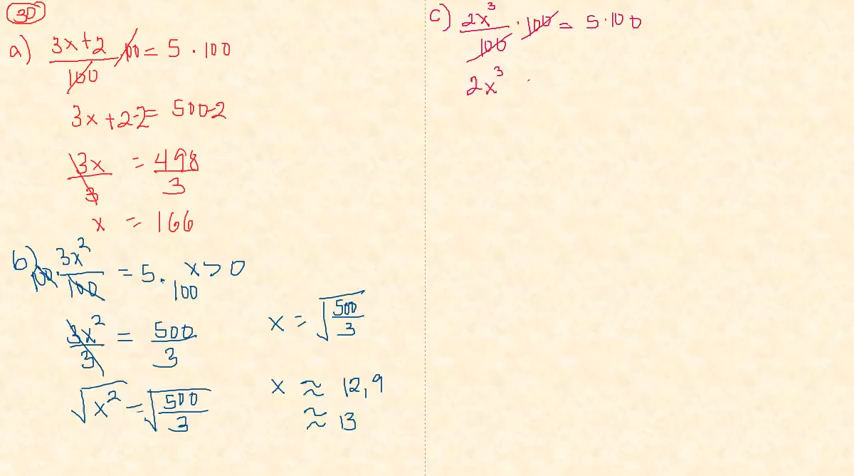 30
a) (3x+2)/100 · 100 = 5 · 100
3x+2-2 = 500-2
3x/3 = 498/3
x = 166
b) 100 · 3x²/100 = 5 · 100 x > 0
3x²/3 = 500/3
√x² = √(500/3)
x = √(500/3)
x ≈ 12,9
≈ 13
c) 2x³/100 · 100 = 5 · 100
2x³